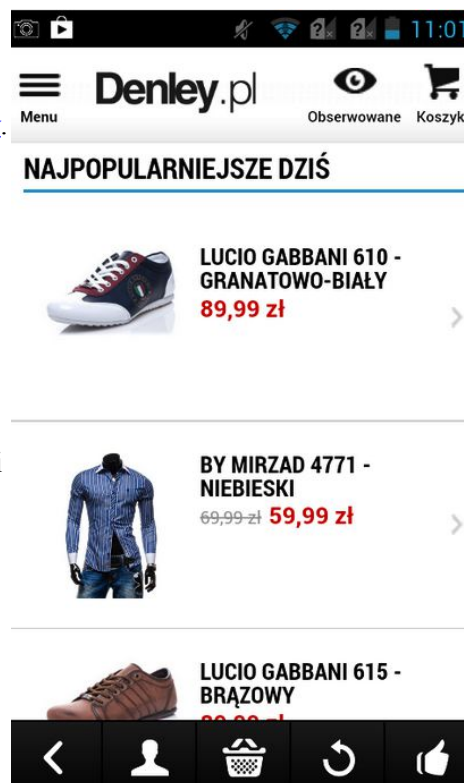 11:01
Denley.pl
Menu
Obserwowane
Koszyk
NAJPOPULARNIEJSZE DZIŚ
LUCIO GABBANI 610 -
GRANATOWO-BIAŁY
89,99 zł
BY MIRZAD 4771 -
NIEBIESKI
69,99 zł 59,99 zł
LUCIO GABBANI 615 -
BRĄZOWY